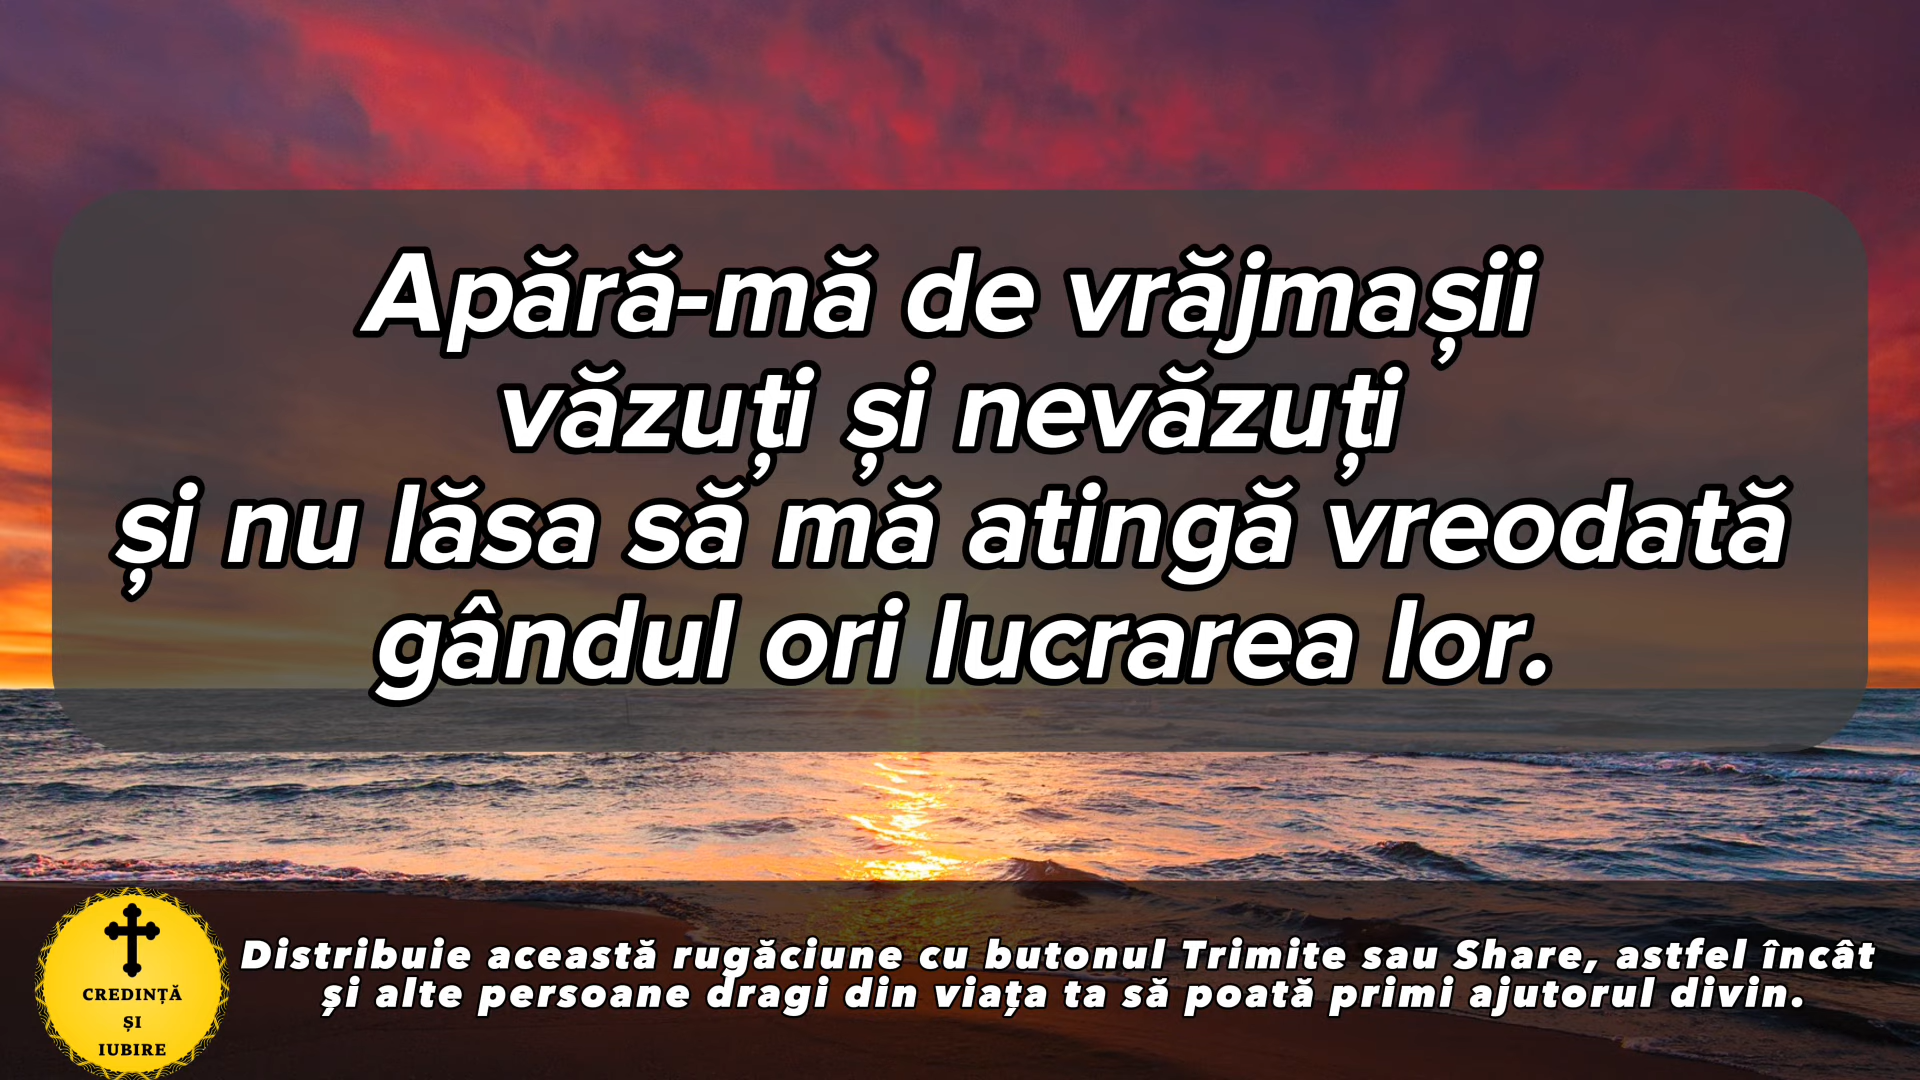 Apără-mă de vrăjmașii
văzuți și nevăzuți
și nu lăsa să mă atingă vreodată
gândul ori lucrarea lor.
CREDINȚĂ
ȘI
IUBIRE
Distribuie această rugăciune cu butonul Trimite sau Share, astfel încât
și alte persoane dragi din viața ta să poată primi ajutorul divin.